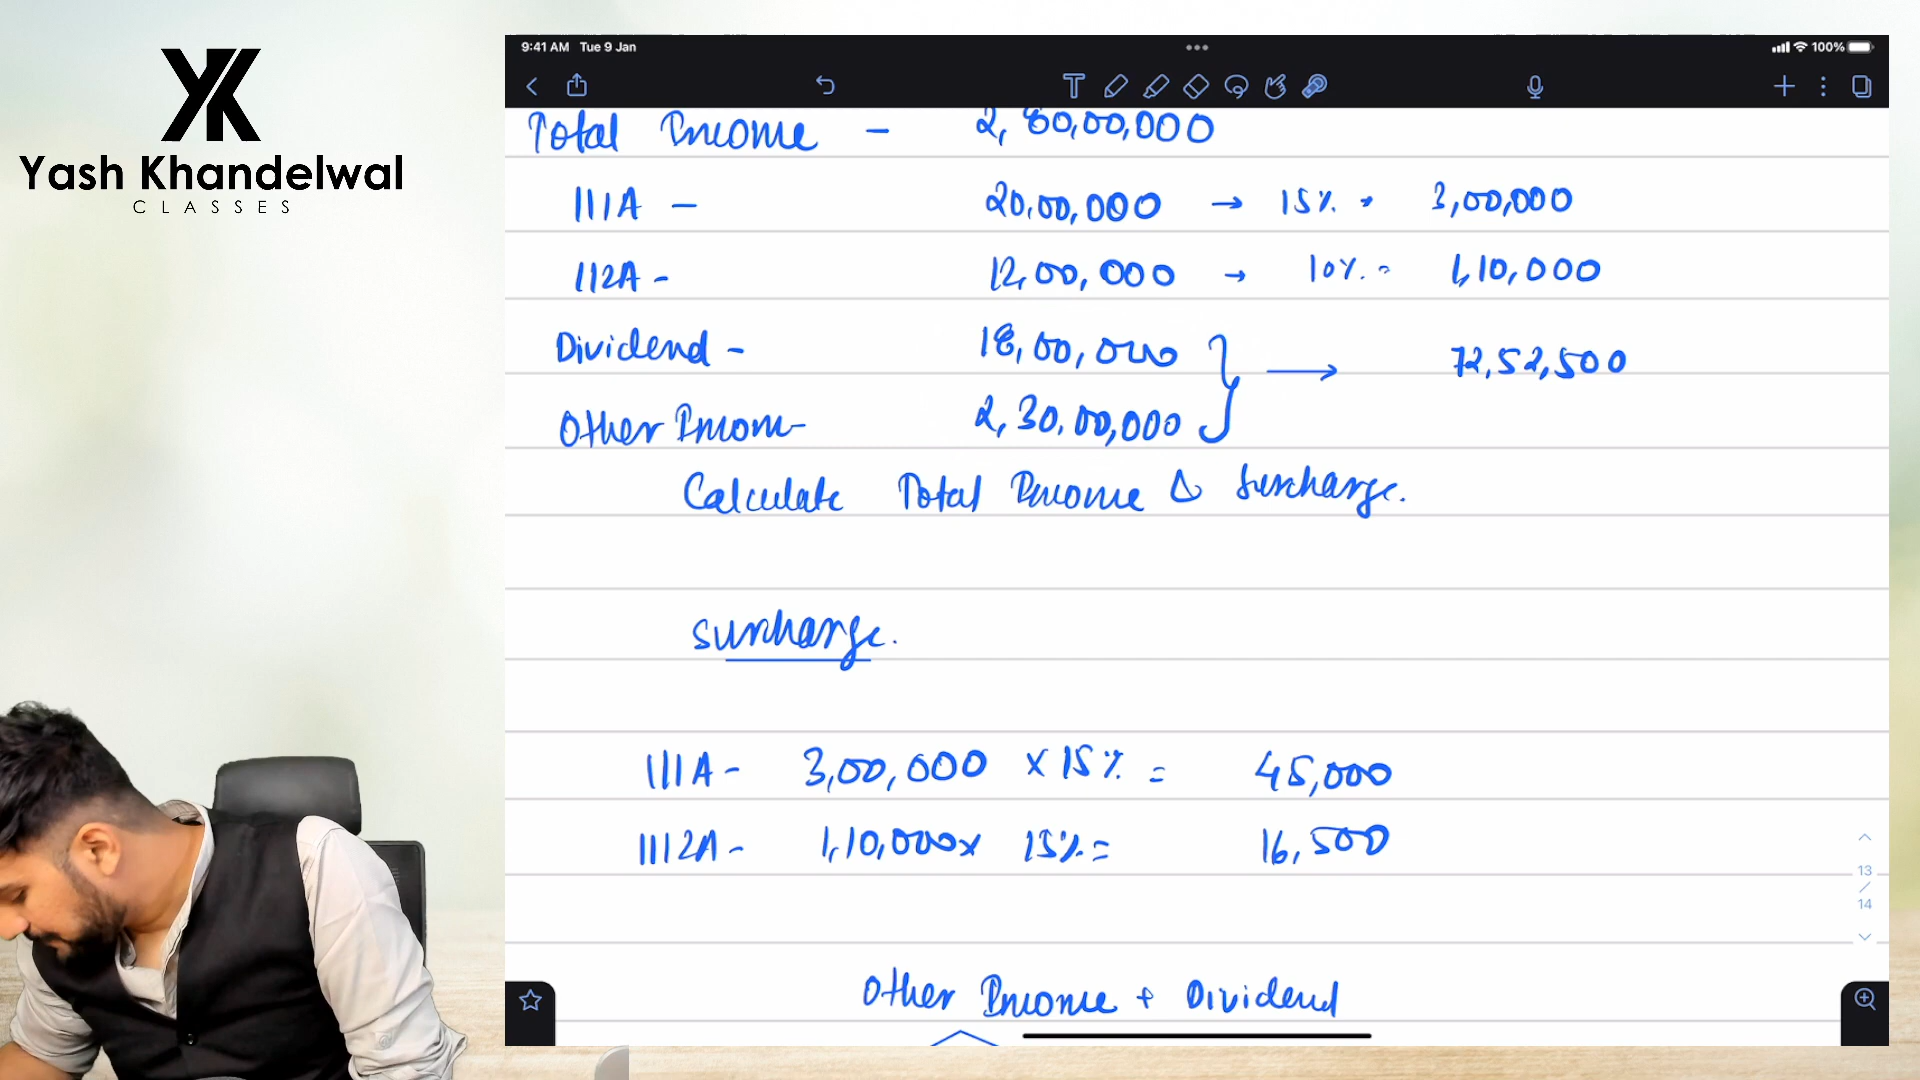 YK
Yash Khandelwal
CLASSES
9:41 AM Tue 9 Jan
100%
Total Income - 2,80,00,000
111A - 20,00,000 → 15% = 3,00,000
112A - 12,00,000 → 10% = 1,10,000
Dividend - 18,00,000
→ 72,52,500
Other Income - 2,30,00,000
Calculate Total Income & Surcharge.
surcharge.
111A - 3,00,000 x 15% = 45,000
1112A - 1,10,000 x 15% = 16,500
Other Income + Dividend
13
/
14